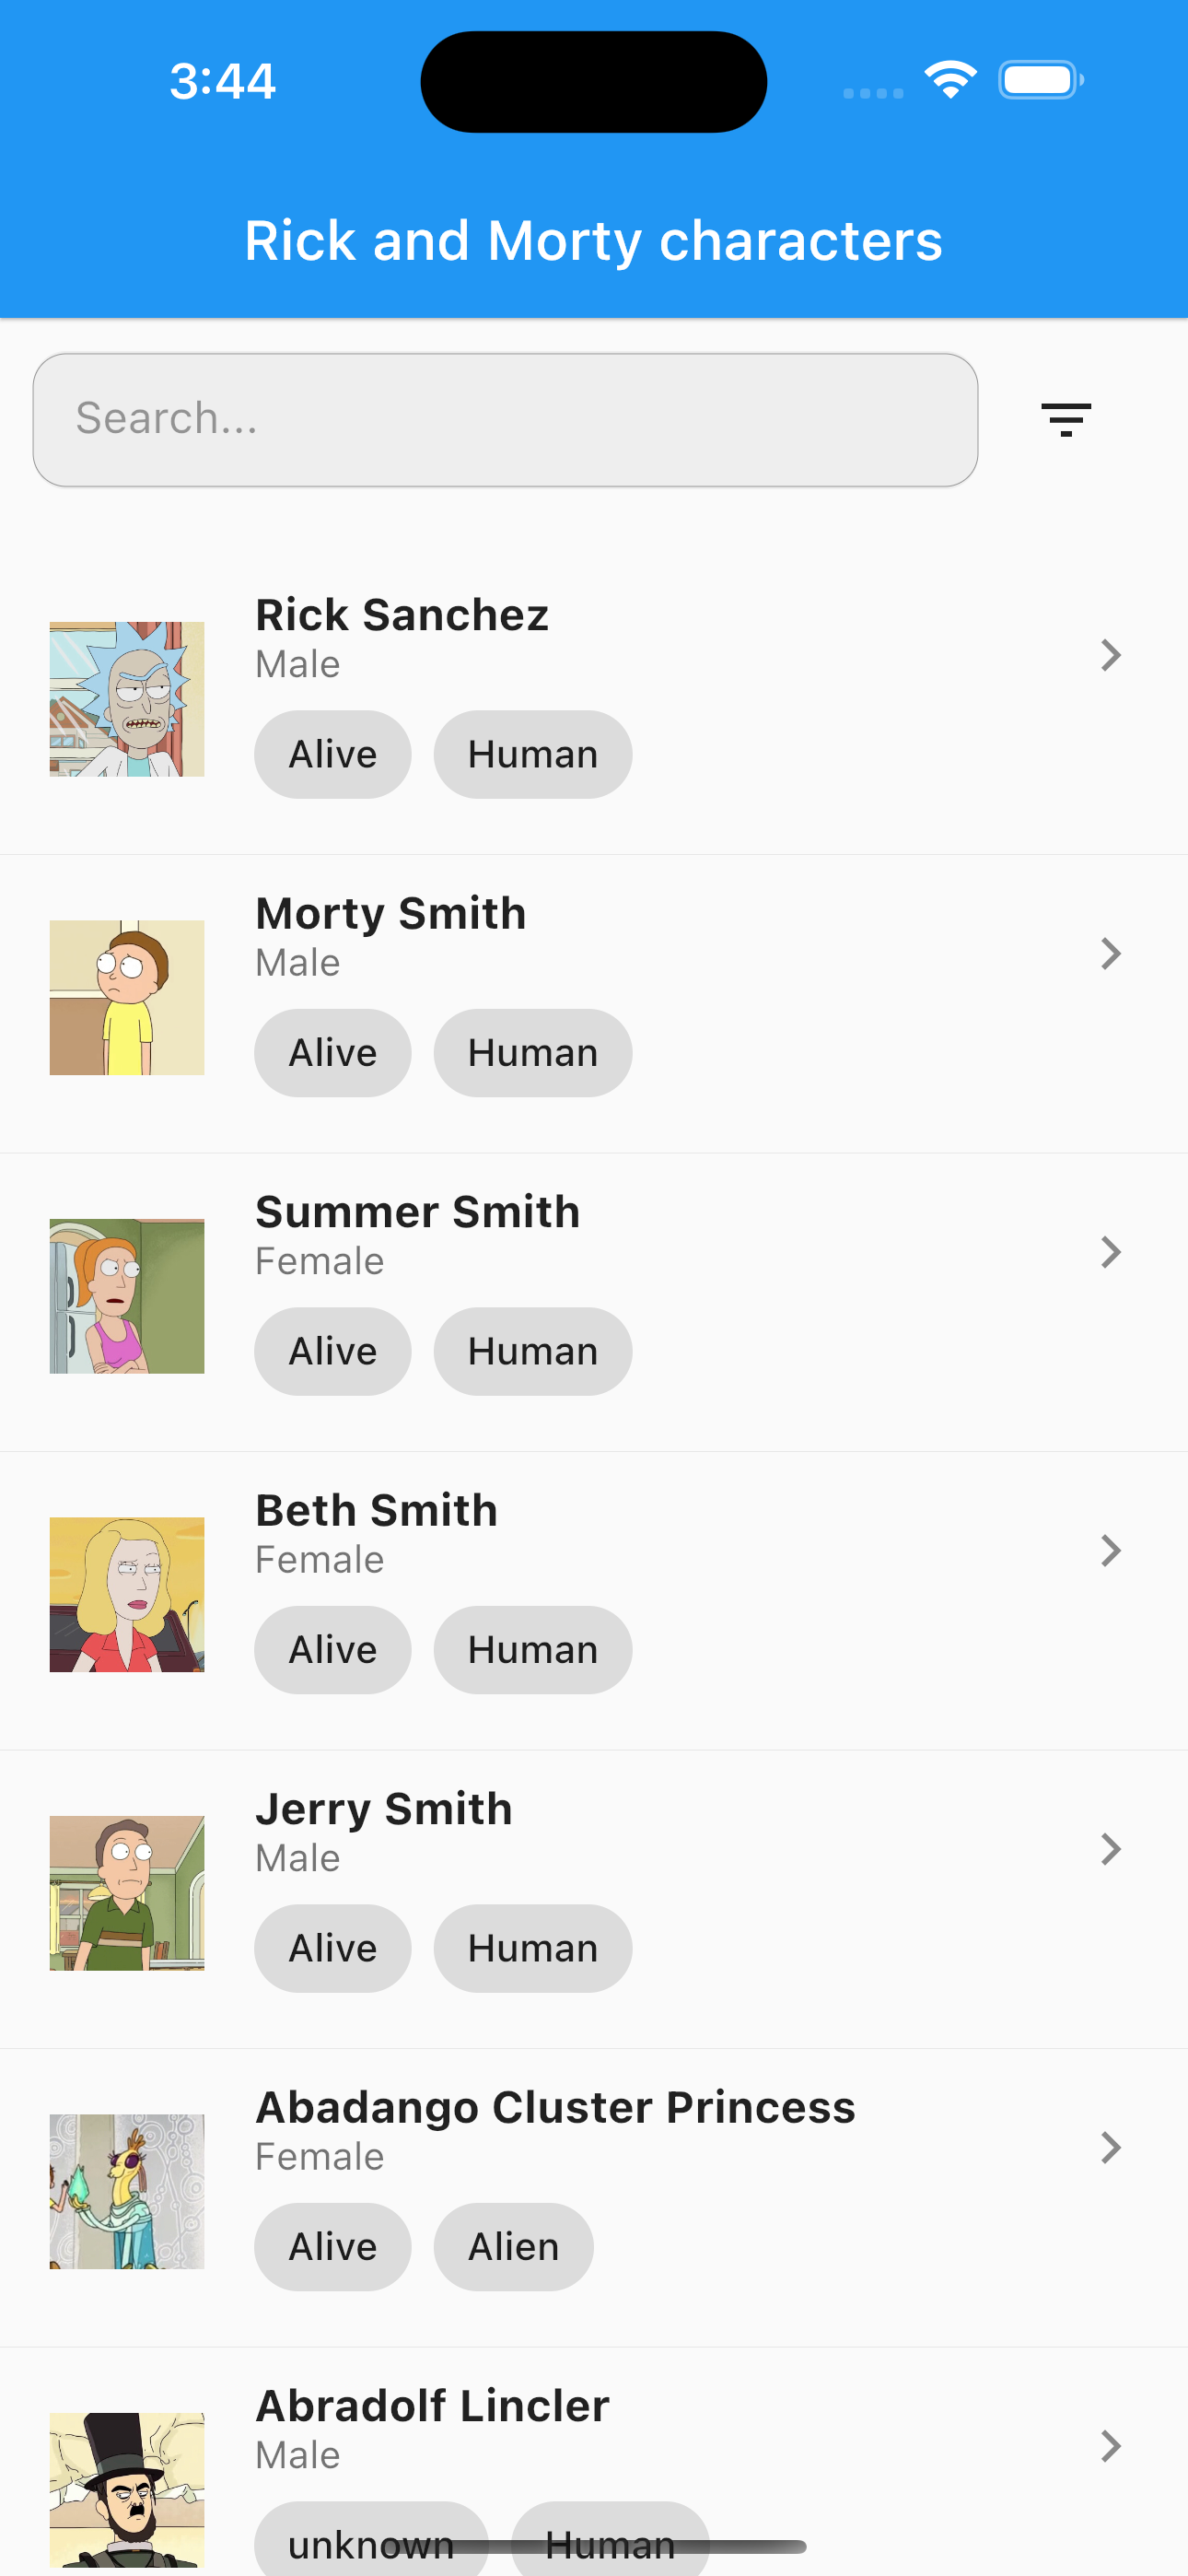 3:44
Rick and Morty characters
Search...
Rick Sanchez
Male
Alive Human
Morty Smith
Male
Alive Human
Summer Smith
Female
Alive Human
Beth Smith
Female
Alive Human
Jerry Smith
Male
Alive Human
Abadango Cluster Princess
Female
Alive Alien
Abradolf Lincler
Male
unknown Human